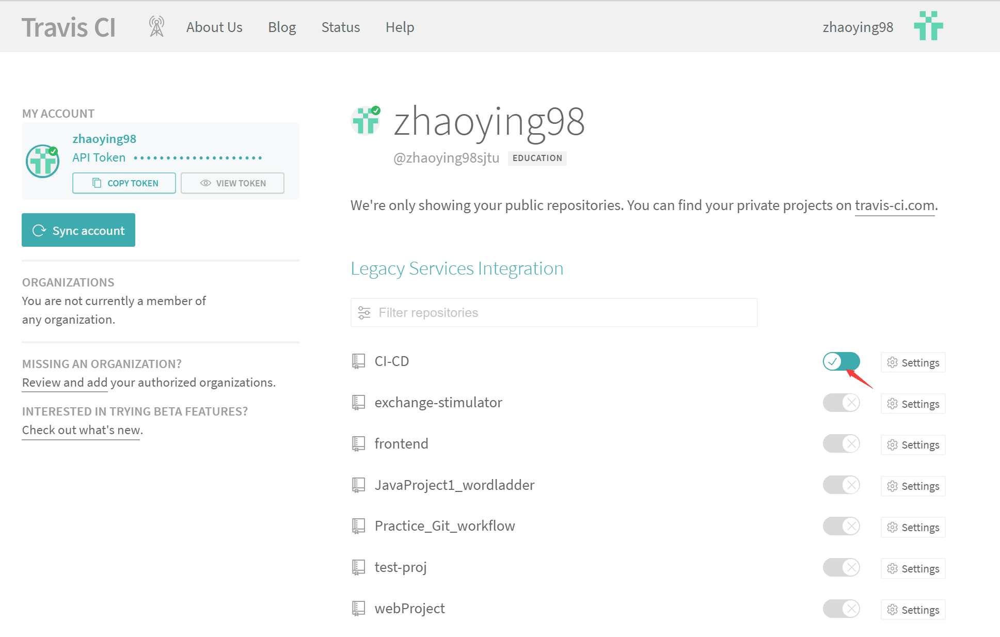 Travis CI
About Us
Blog
Status
Help
zhaoying98
MY ACCOUNT
zhaoying98
API Token ••••••••••••••••••••
COPY TOKEN
VIEW TOKEN
Sync account
ORGANIZATIONS
You are not currently a member of
any organization.
MISSING AN ORGANIZATION?
Review and add your authorized organizations.
INTERESTED IN TRYING BETA FEATURES?
Check out what's new.
zhaoying98
@zhaoying98sjtu EDUCATION
We're only showing your public repositories. You can find your private projects on travis-ci.com.
Legacy Services Integration
Filter repositories
CI-CD
Settings
exchange-stimulator
Settings
frontend
Settings
JavaProject1_wordladder
Settings
Practice_Git_workflow
Settings
test-proj
Settings
webProject
Settings